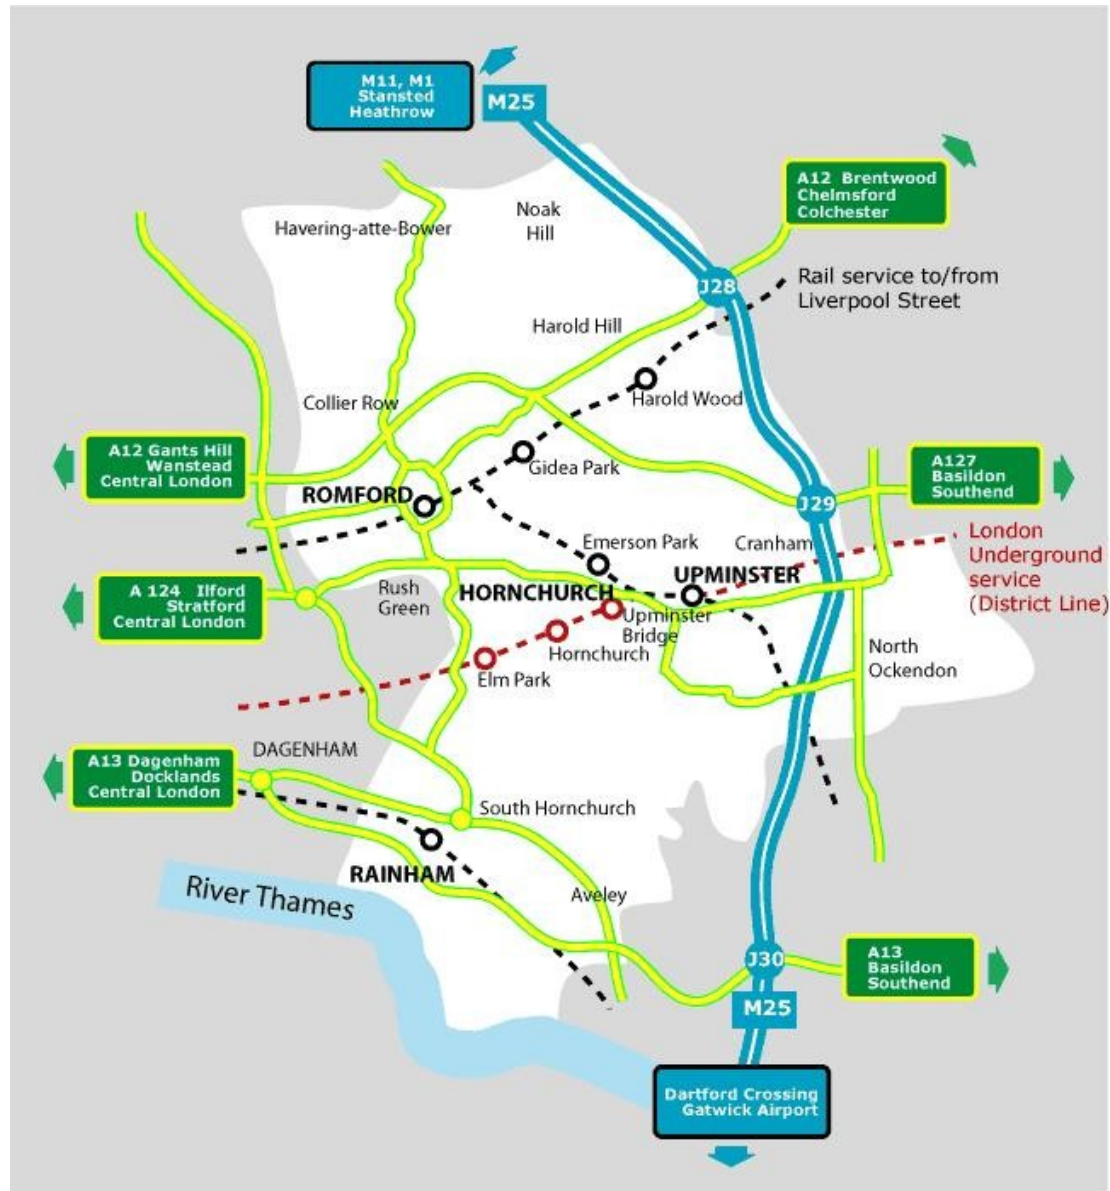 M11, M1
Stansted
Heathrow
M25
A12 Brentwood
Chelmsford
Colchester
Noak
Hill
Havering-atte-Bower
J28
Rail service to/from
Liverpool Street
Harold Hill
Harold Wood
Collier Row
A12 Gants Hill
Wanstead
Central London
Gidea Park
ROMFORD
A127
Basildon
Southend
J29
London
Underground
service
(District Line)
Emerson Park
Cranham
UPMINSTER
A 124 Ilford
Stratford
Central London
Rush
Green
HORNCHURCH
Upminster
Bridge
Hornchurch
Elm Park
North
Ockendon
A13 Dagenham
Docklands
Central London
DAGENHAM
South Hornchurch
RAINHAM
River Thames
Aveley
J30
A13
Basildon
Southend
M25
Dartford Crossing
Gatwick Airport